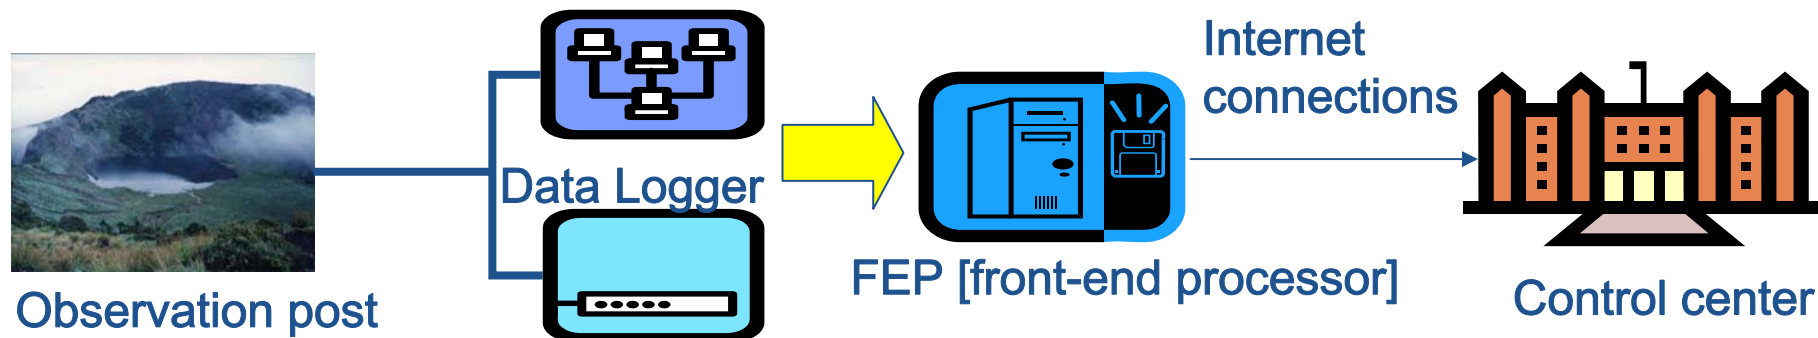 Observation post
Data Logger
FEP [front-end processor]
Internet
connections
Control center